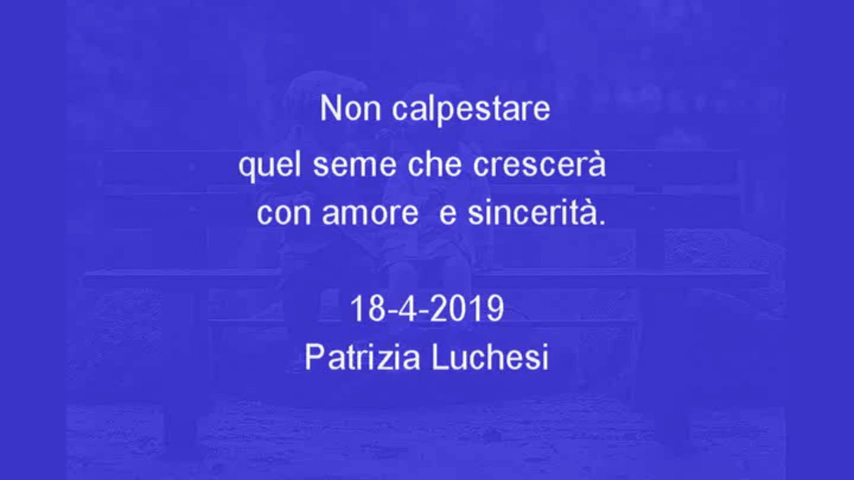 Non calpestare
quel seme che crescerà
con amore e sincerità.
18-4-2019
Patrizia Luchesi